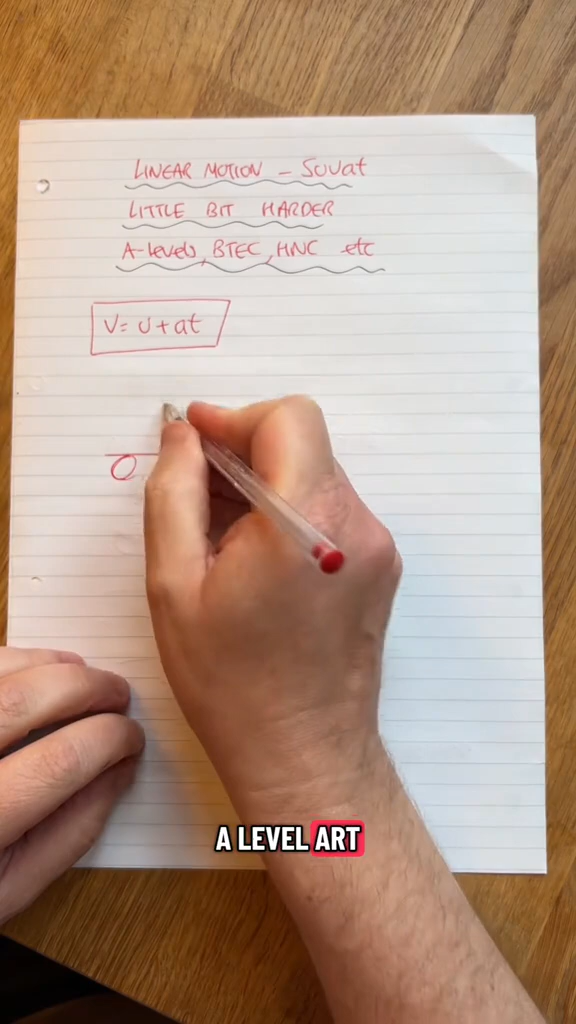 LINEAR MOTION - Suvat
LITTLE BIT HARDER
A-levels, BTEC, HNC etc
V = u + at
A LEVEL ART